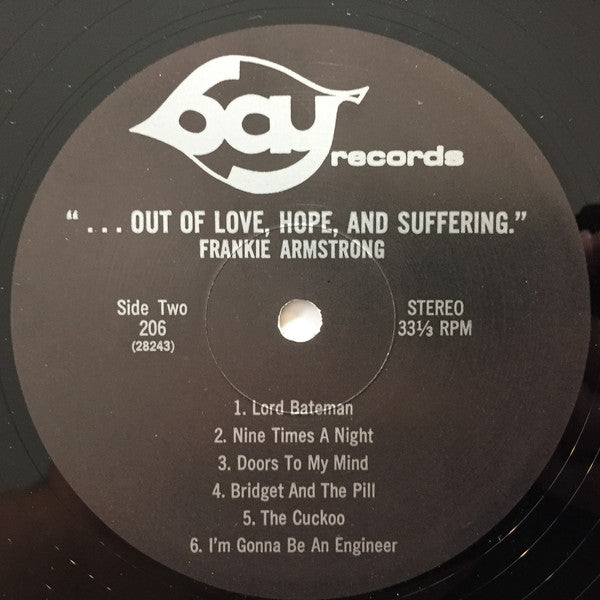 bay records
“...OUT OF LOVE, HOPE, AND SUFFERING.”
FRANKIE ARMSTRONG
Side Two
206
(28243)
STEREO
33⅓ RPM
1. Lord Bateman
2. Nine Times A Night
3. Doors To My Mind
4. Bridget And The Pill
5. The Cuckoo
6. I'm Gonna Be An Engineer